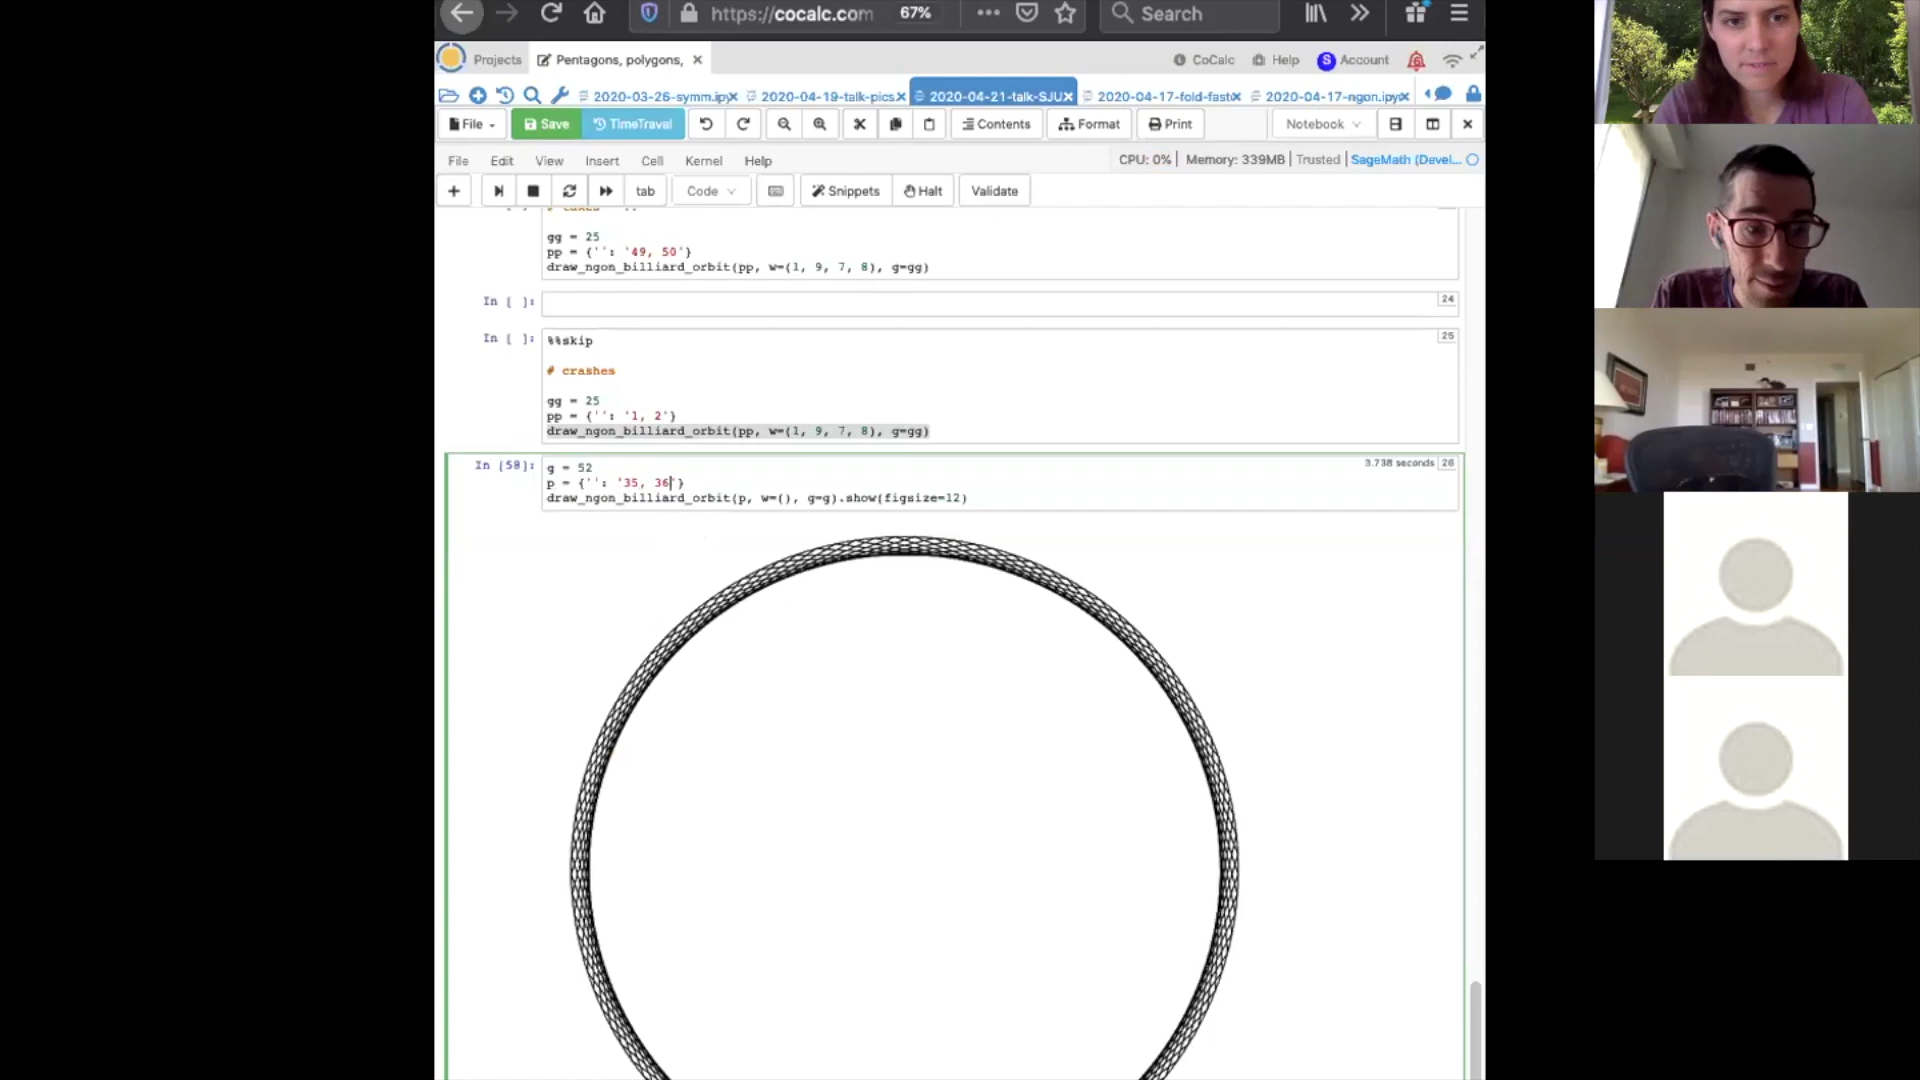 https://cocalc.com 67% Search
Projects Pentagons, polygons, CoCalc Help S Account
2020-03-26-symm.ipy 2020-04-19-talk-pics 2020-04-21-talk-SJU 2020-04-17-fold-fast 2020-04-17-ngon.ipy
File Save TimeTravel Contents Format Print Notebook
File Edit View Insert Cell Kernel Help CPU: 0% | Memory: 339MB | Trusted | SageMath (Devel...
tab Code Snippets Halt Validate
gg = 25
pp = {'': '49, 50'}
draw_ngon_billiard_orbit(pp, w=(1, 9, 7, 8), g=gg)
In [ ]: 24
In [ ]: %%skip 25
# crashes
gg = 25
pp = {'': '1, 2'}
draw_ngon_billiard_orbit(pp, w=(1, 9, 7, 8), g=gg)
In [58]: g = 52 3.738 seconds 26
p = {'': '35, 36'}
draw_ngon_billiard_orbit(p, w=(), g=g).show(figsize=12)